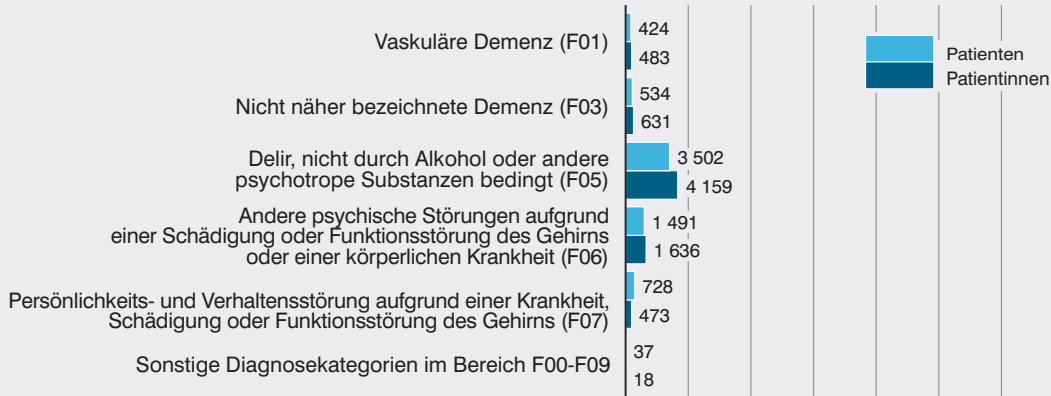 Vaskuläre Demenz (F01)
424
483
Patienten
Patientinnen
Nicht näher bezeichnete Demenz (F03)
534
631
Delir, nicht durch Alkohol oder andere
psychotrope Substanzen bedingt (F05)
3 502
4 159
Andere psychische Störungen aufgrund
einer Schädigung oder Funktionsstörung des Gehirns
oder einer körperlichen Krankheit (F06)
1 491
1 636
Persönlichkeits- und Verhaltensstörung aufgrund einer Krankheit,
Schädigung oder Funktionsstörung des Gehirns (F07)
728
473
Sonstige Diagnosekategorien im Bereich F00-F09
37
18